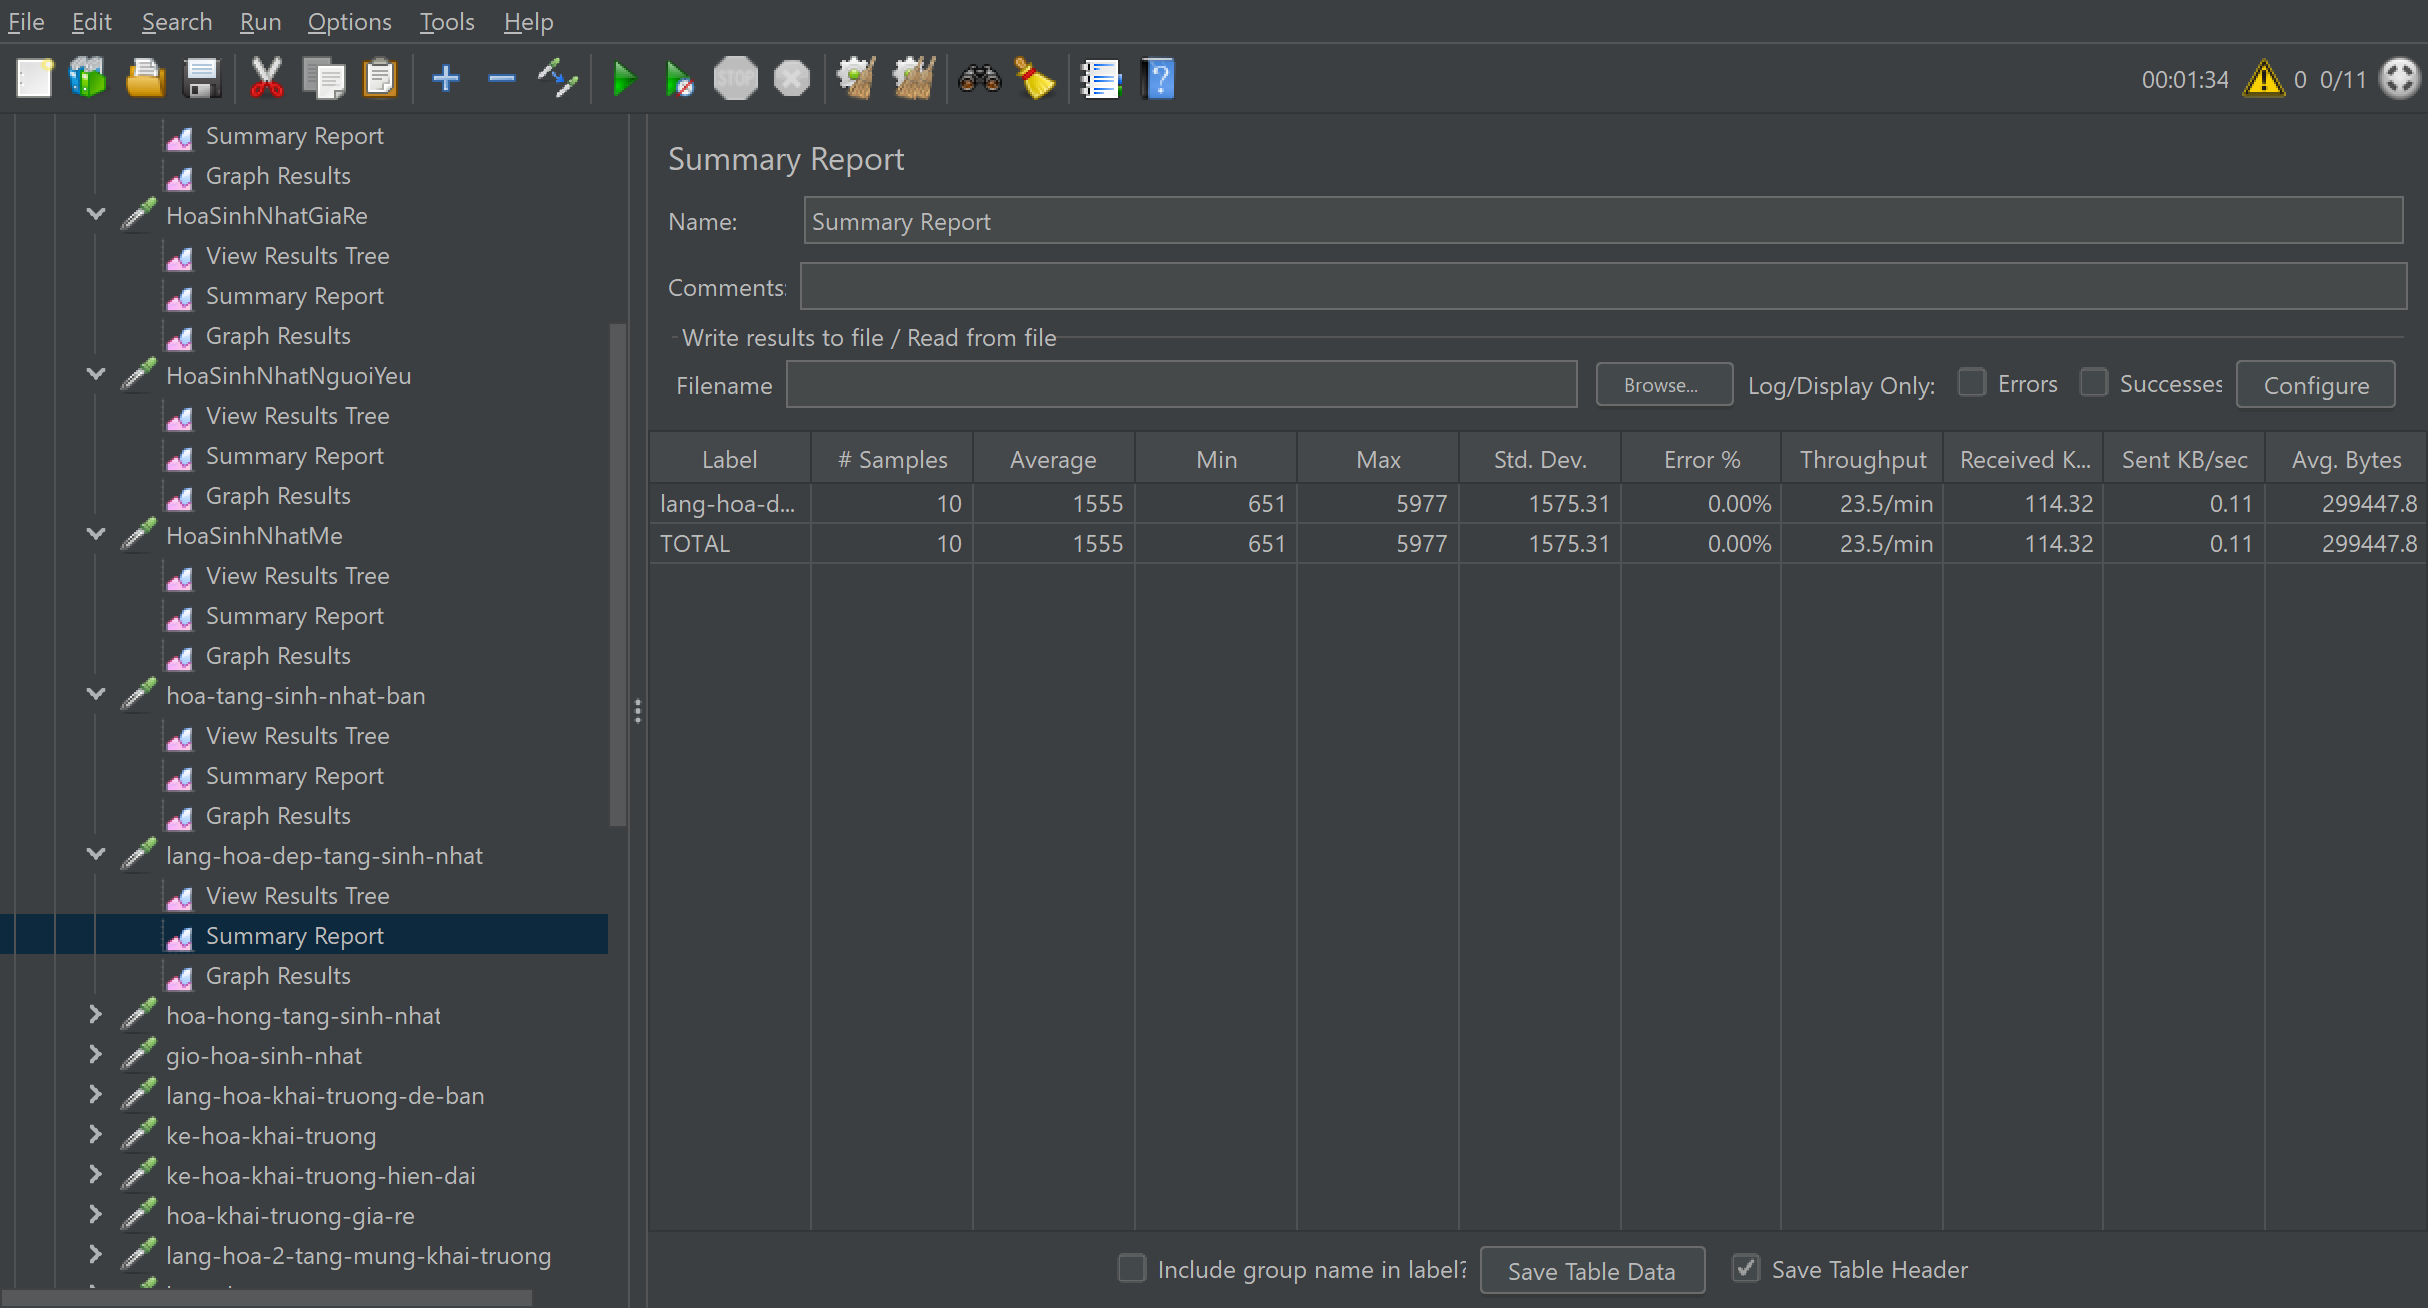 File Edit Search Run Options Tools Help
STOP
00:01:34 0 0/11
Summary Report
Graph Results
HoaSinhNhatGiaRe
View Results Tree
Summary Report
Graph Results
HoaSinhNhatNguoiYeu
View Results Tree
Summary Report
Graph Results
HoaSinhNhatMe
View Results Tree
Summary Report
Graph Results
hoa-tang-sinh-nhat-ban
View Results Tree
Summary Report
Graph Results
lang-hoa-dep-tang-sinh-nhat
View Results Tree
Summary Report
Graph Results
hoa-hong-tang-sinh-nhat
gio-hoa-sinh-nhat
lang-hoa-khai-truong-de-ban
ke-hoa-khai-truong
ke-hoa-khai-truong-hien-dai
hoa-khai-truong-gia-re
lang-hoa-2-tang-mung-khai-truong
Summary Report
Name: Summary Report
Comments:
Write results to file / Read from file
Filename Browse... Log/Display Only: Errors Successes Configure
Label # Samples Average Min Max Std. Dev. Error % Throughput Received K... Sent KB/sec Avg. Bytes
lang-hoa-d... 10 1555 651 5977 1575.31 0.00% 23.5/min 114.32 0.11 299447.8
TOTAL 10 1555 651 5977 1575.31 0.00% 23.5/min 114.32 0.11 299447.8
Include group name in label? Save Table Data Save Table Header